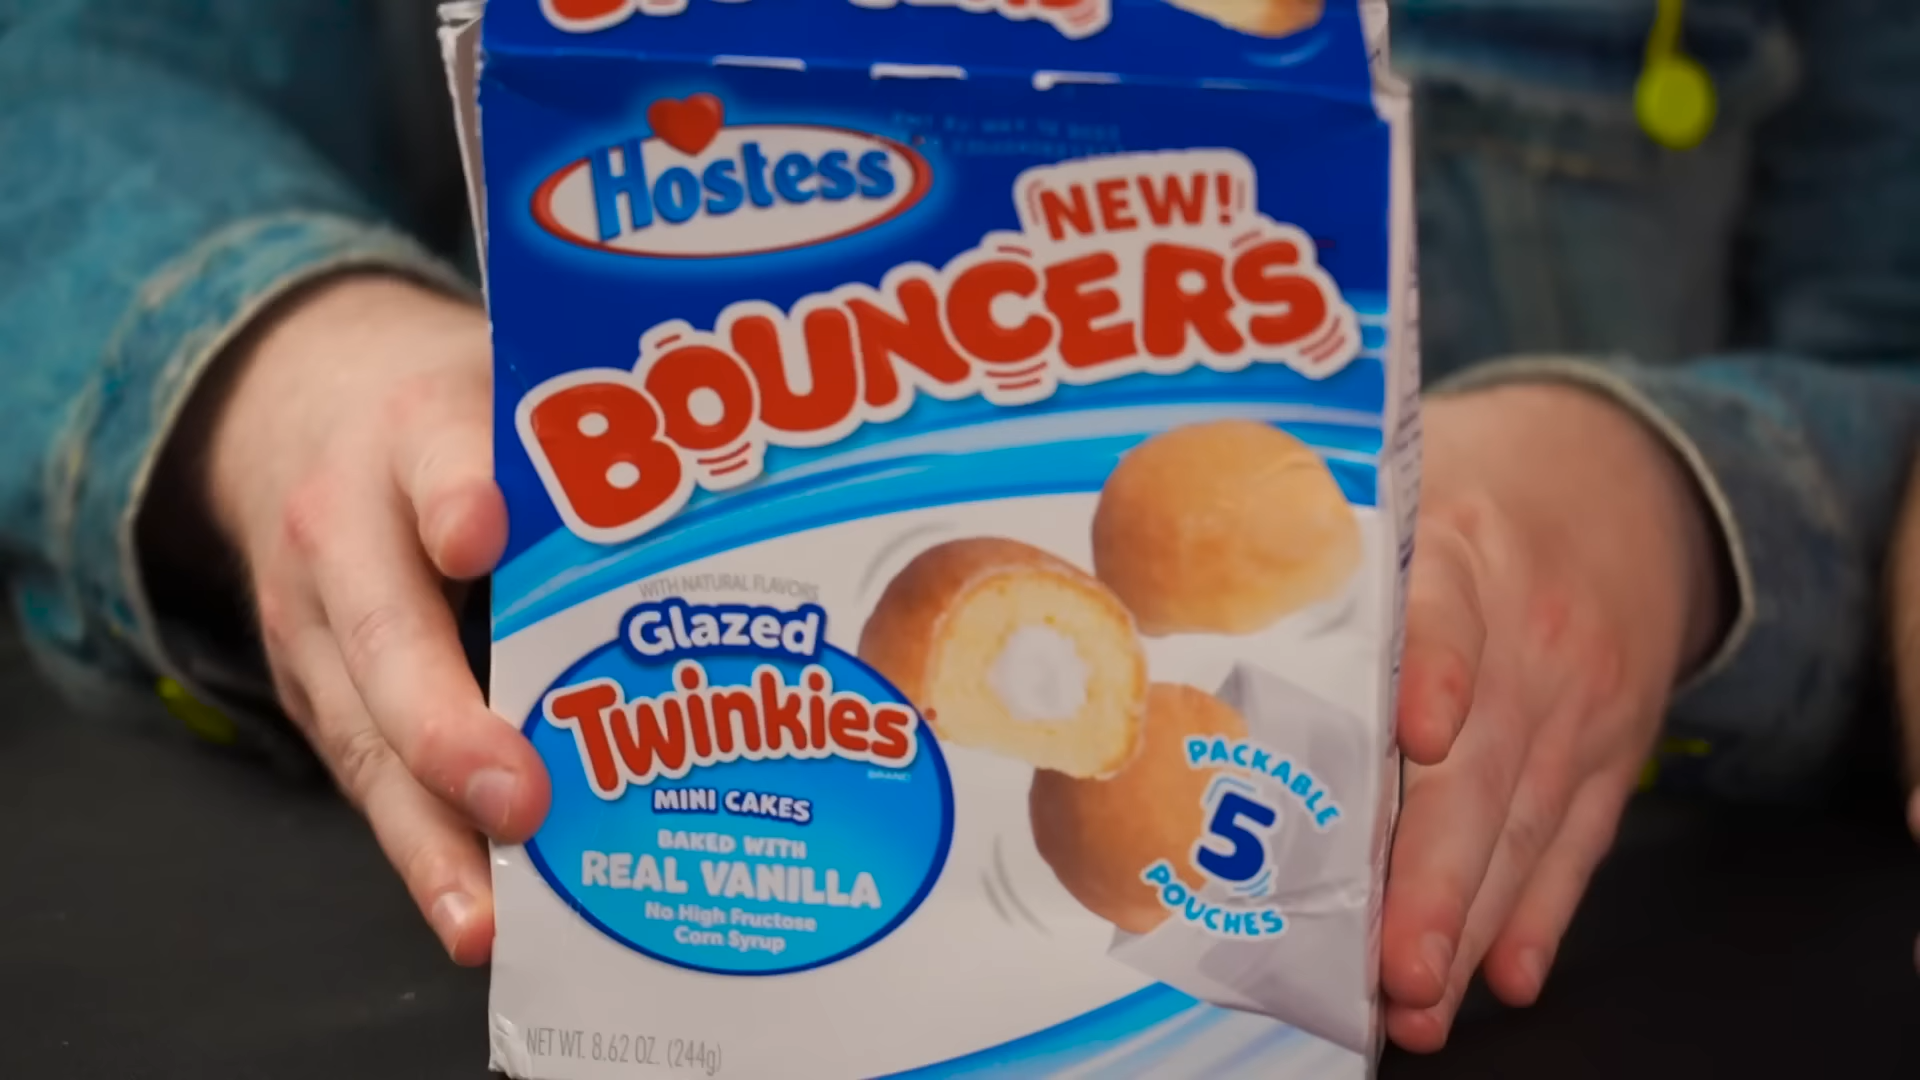 Hostess
NEW!
BOUNCERS
WITH NATURAL FLAVORS
Glazed
Twinkies
BRAND
MINI CAKES
BAKED WITH
REAL VANILLA
No High Fructose
Corn Syrup
PACKABLE
5
POUCHES
NET WT. 8.62 OZ. (244g)